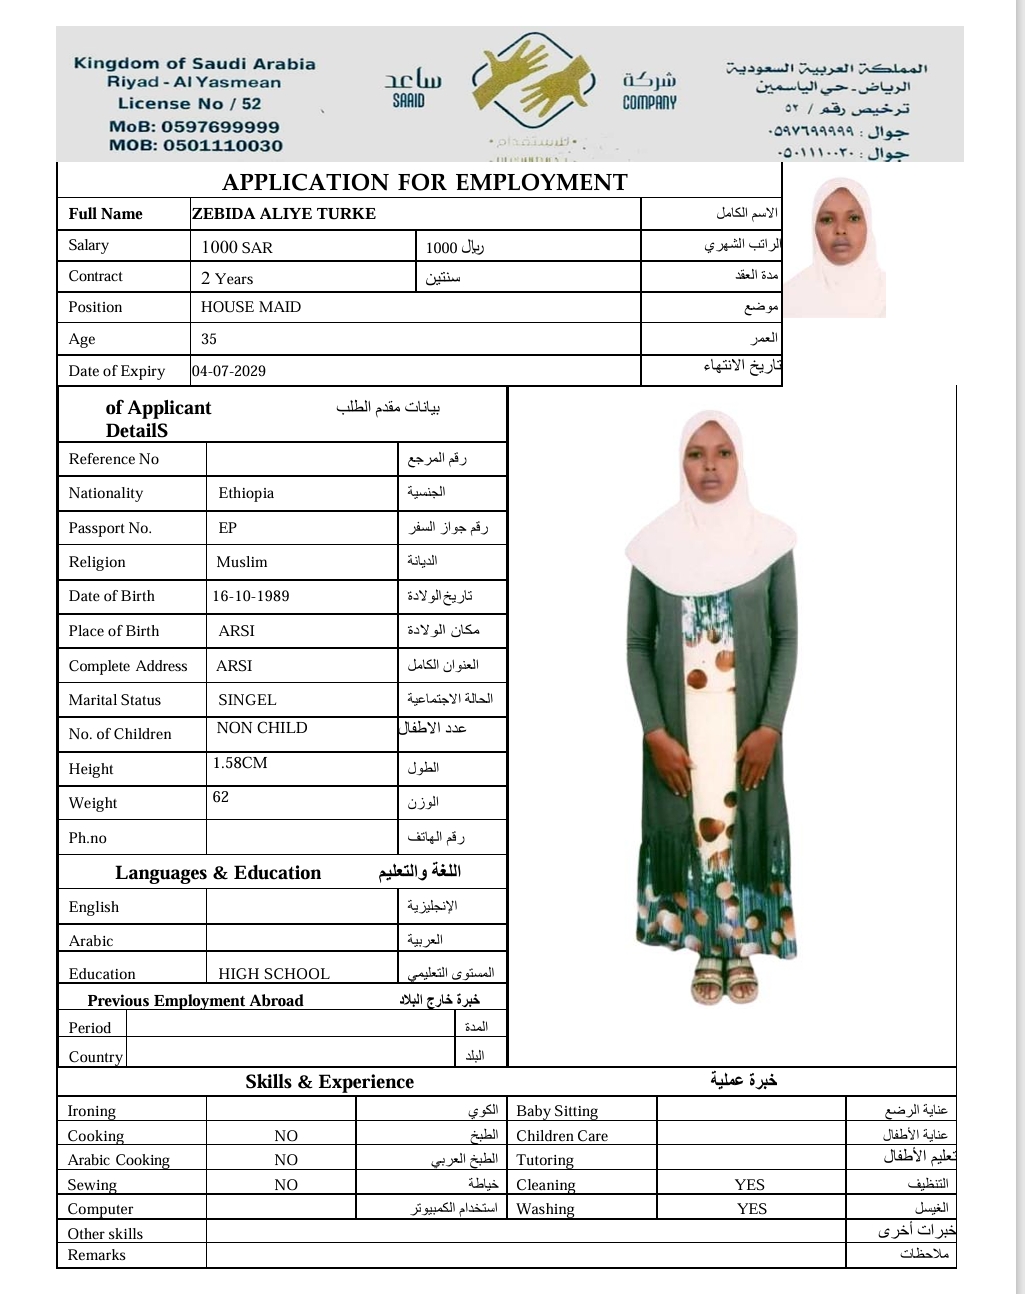 Kingdom of Saudi Arabia
Riyad - Al Yasmean
License No / 52
MoB: 0597699999
MOB: 0501110030
ساعد
SAAID
شركة
COMPANY
للاستقدام
المملكة العربية السعودية
الرياض - حي الياسمين
ترخيص رقم / ٥٢
جوال : ٠٥٩٧٦٩٩٩٩٩
جوال : ٠٥٠١١١٠٠٣٠
APPLICATION FOR EMPLOYMENT
Full Name ZEBIDA ALIYE TURKE الاسم الكامل
Salary 1000 SAR 1000 ريال الراتب الشهري
Contract 2 Years سنتين مدة العقد
Position HOUSE MAID موضع
Age 35 العمر
Date of Expiry 04-07-2029 تاريخ الانتهاء
of Applicant بيانات مقدم الطلب
DetailS
Reference No رقم المرجع
Nationality Ethiopia الجنسية
Passport No. EP رقم جواز السفر
Religion Muslim الديانة
Date of Birth 16-10-1989 تاريخ الولادة
Place of Birth ARSI مكان الولادة
Complete Address ARSI العنوان الكامل
Marital Status SINGEL الحالة الاجتماعية
No. of Children NON CHILD عدد الاطفال
Height 1.58CM الطول
Weight 62 الوزن
Ph.no رقم الهاتف
Languages & Education اللغة والتعليم
English الإنجليزية
Arabic العربية
Education HIGH SCHOOL المستوى التعليمي
Previous Employment Abroad خبرة خارج البلاد
Period المدة
Country البلد
Skills & Experience خبرة عملية
Ironing الكوي Baby Sitting عناية الرضع
Cooking NO الطبخ Children Care عناية الأطفال
Arabic Cooking NO الطبخ العربي Tutoring تعليم الأطفال
Sewing NO خياطة Cleaning YES التنظيف
Computer استخدام الكمبيوتر Washing YES الغيسل
Other skills خبرات أخرى
Remarks ملاحظات